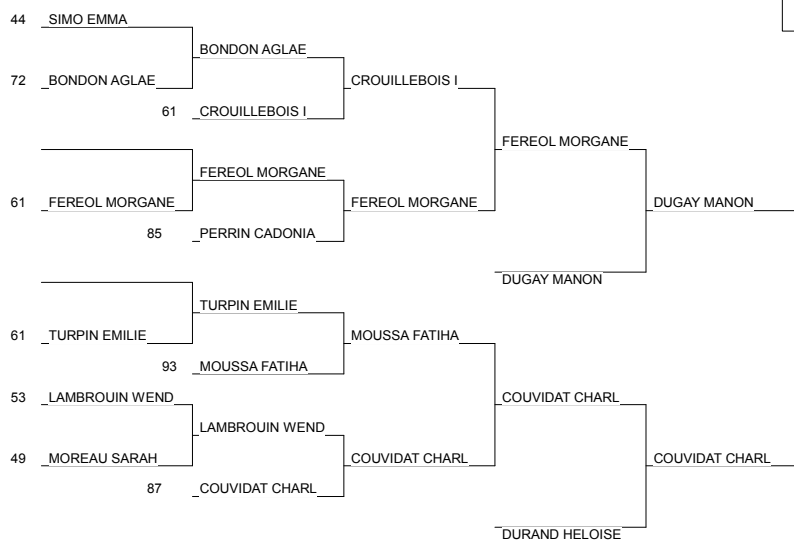 44 SIMO EMMA
BONDON AGLAE
72 BONDON AGLAE CROUILLEBOIS I
61 CROUILLEBOIS I
FEREOL MORGANE
FEREOL MORGANE
61 FEREOL MORGANE FEREOL MORGANE DUGAY MANON
85 PERRIN CADONIA
DUGAY MANON
TURPIN EMILIE
61 TURPIN EMILIE MOUSSA FATIHA
93 MOUSSA FATIHA
53 LAMBROUIN WEND COUVIDAT CHARL
LAMBROUIN WEND
49 MOREAU SARAH COUVIDAT CHARL COUVIDAT CHARL
87 COUVIDAT CHARL
DURAND HELOISE